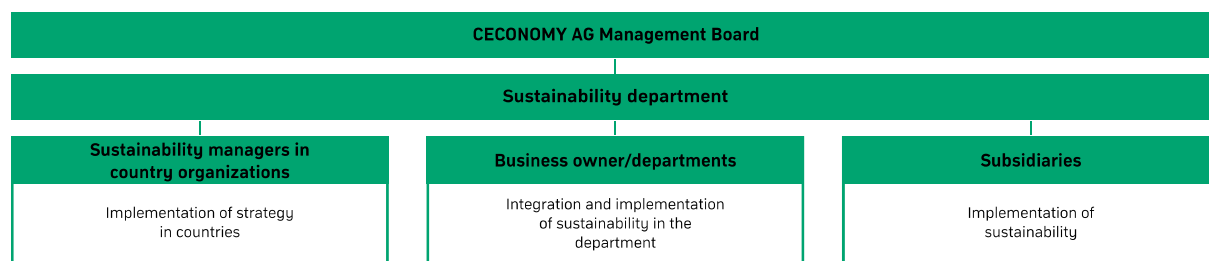 CECONOMY AG Management Board
Sustainability department
Sustainability managers in
country organizations
Implementation of strategy
in countries
Business owner/departments
Integration and implementation
of sustainability in the
department
Subsidiaries
Implementation of
sustainability